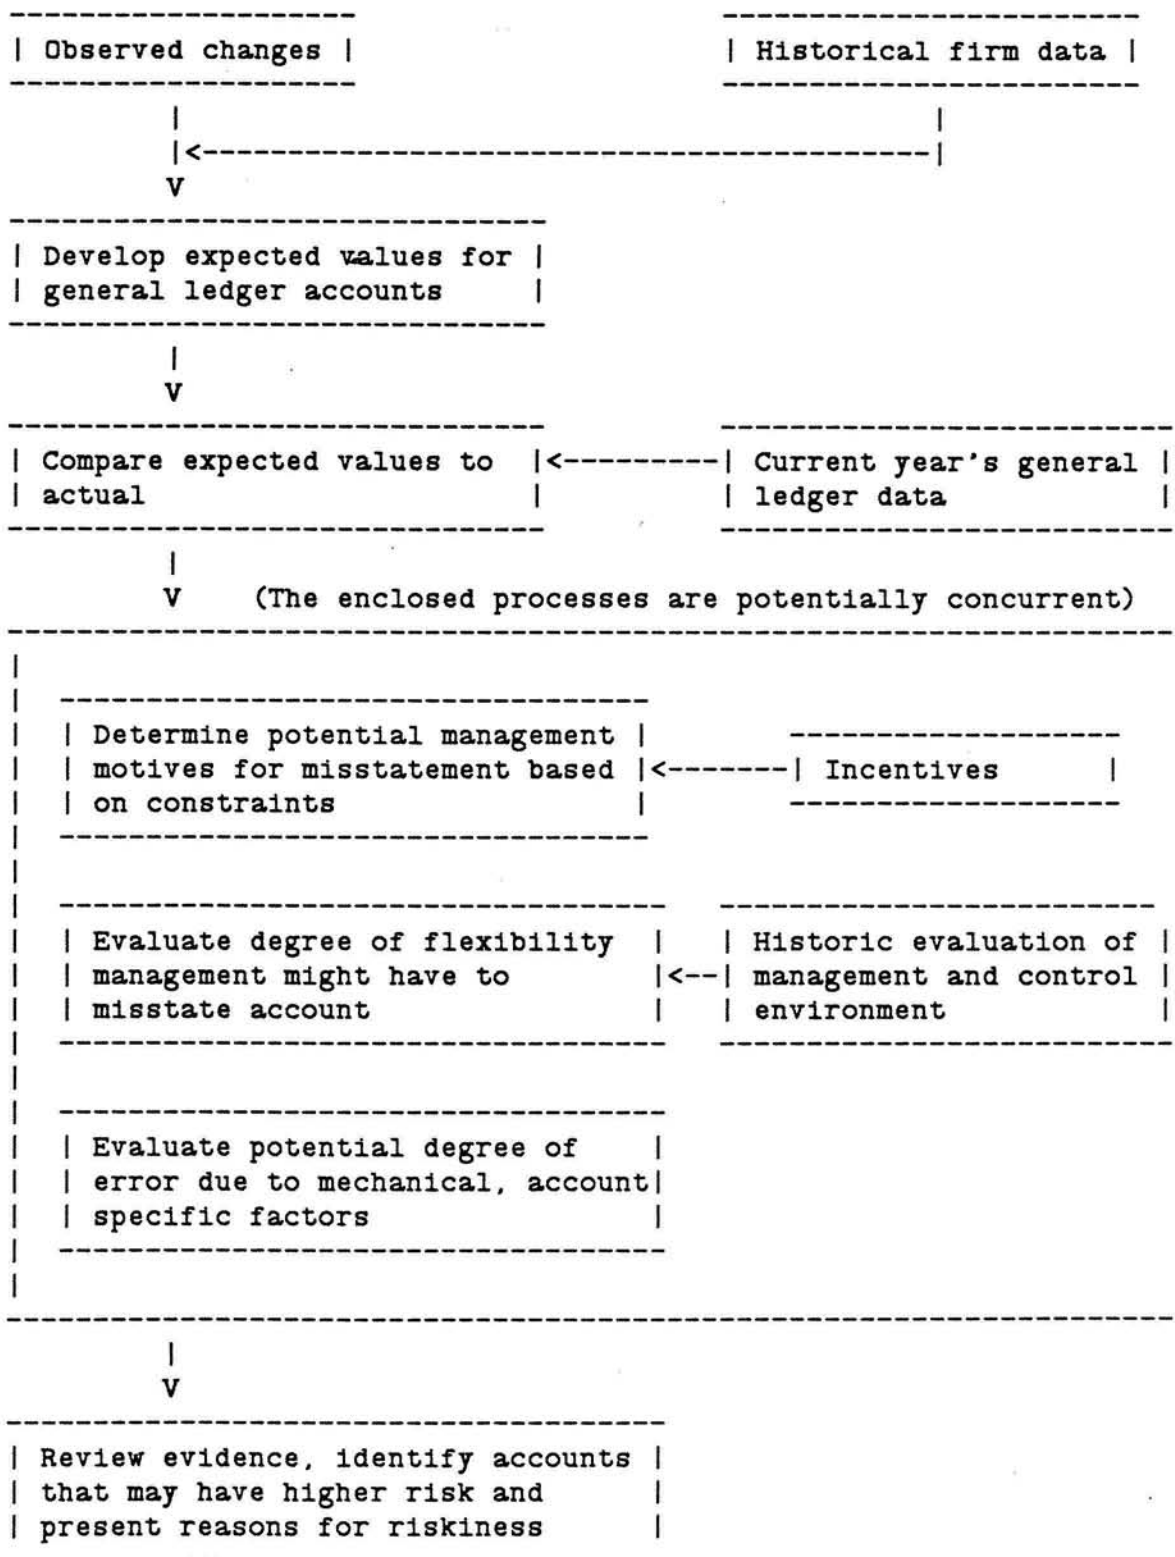 Observed changes
Historical firm data
Develop expected values for
general ledger accounts
Compare expected values to
actual
Current year's general
ledger data
(The enclosed processes are potentially concurrent)
Determine potential management
motives for misstatement based
on constraints
Incentives
Evaluate degree of flexibility
management might have to
misstate account
Historic evaluation of
management and control
environment
Evaluate potential degree of
error due to mechanical, account
specific factors
Review evidence, identify accounts
that may have higher risk and
present reasons for riskiness